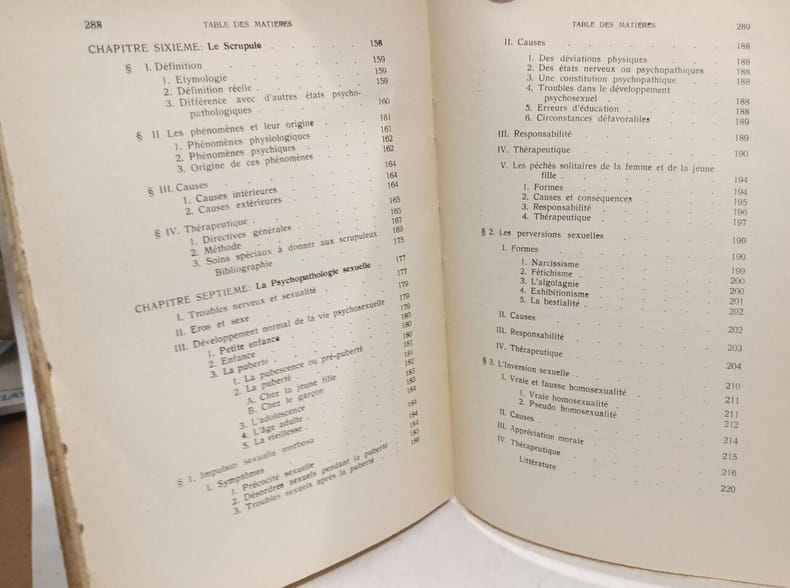 288 TABLE DES MATIERES
CHAPITRE SIXIEME: Le Scrupule . . . . . 158
§ I. Définition . . . . . 159
1. Etymologie . . . . . 159
2. Définition réelle . . . . . 159
3. Différence avec d'autres états psycho-
pathologiques . . . . . 160
§ II. Les phénomènes et leur origine . . . . . 161
1. Phénomènes physiologiques . . . . . 161
2. Phénomènes psychiques . . . . . 162
3. Origine de ces phénomènes . . . . . 162
§ III. Causes . . . . . 164
1. Causes intérieures . . . . . 164
2. Causes extérieures . . . . . 164
§ IV. Thérapeutique . . . . . 165
1. Directives générales . . . . . 165
2. Méthode . . . . . 167
3. Soins spéciaux à donner aux scrupuleux 169
Bibliographie . . . . . 175
CHAPITRE SEPTIEME: La Psychopathologie sexuelle . 177
I. Troubles nerveux et sexualité . . . . . 177
II. Eros et sexe . . . . . 179
III. Développement normal de la vie psychosexuelle 179
1. Petite enfance . . . . . 179
2. Enfance . . . . . 180
3. La puberté . . . . . 180
1. La pubescence ou pré-puberté . . . . . 180
2. La puberté . . . . . 181
A. Chez la jeune fille . . . . . 181
B. Chez le garçon . . . . . 182
3. L'adolescence . . . . . 183
4. L'âge adulte . . . . . 183
5. La vieillesse . . . . . 184
§ 1. Impulsio sexualis morbosa . . . . . 184
I. Symptômes . . . . . 184
1. Précocité sexuelle . . . . . 184
2. Désordres sexuels pendant la puberté . 185
3. Troubles sexuels après la puberté . . 186
TABLE DES MATIERES 289
II. Causes . . . . . 188
1. Des déviations physiques . . . . . 188
2. Des états nerveux ou psychopathiques . 188
3. Une constitution psychopathique . . . 188
4. Troubles dans le développement
psychosexuel . . . . . 188
5. Erreurs d'éducation . . . . . 188
6. Circonstances défavorables . . . . . 189
III. Responsabilité . . . . . 189
IV. Thérapeutique . . . . . 190
V. Les péchés solitaires de la femme et de la jeune
fille . . . . . 194
1. Formes . . . . . 194
2. Causes et conséquences . . . . . 195
3. Responsabilité . . . . . 196
4. Thérapeutique . . . . . 197
§ 2. Les perversions sexuelles . . . . . 199
I. Formes . . . . . 199
1. Narcissisme . . . . . 199
2. Fétichisme . . . . . 200
3. L'algolagnie . . . . . 200
4. Exhibitionisme . . . . . 201
5. La bestialité . . . . . 202
II. Causes . . . . . 202
III. Responsabilité . . . . . 203
IV. Thérapeutique . . . . . 204
§ 3. L'inversion sexuelle . . . . . 210
I. Vraie et fausse homosexualité . . . . . 211
1. Vraie homosexualité . . . . . 211
2. Pseudo homosexualité . . . . . 212
II. Causes . . . . . 214
III. Appréciation morale . . . . . 215
IV. Thérapeutique . . . . . 216
Littérature . . . . . 220